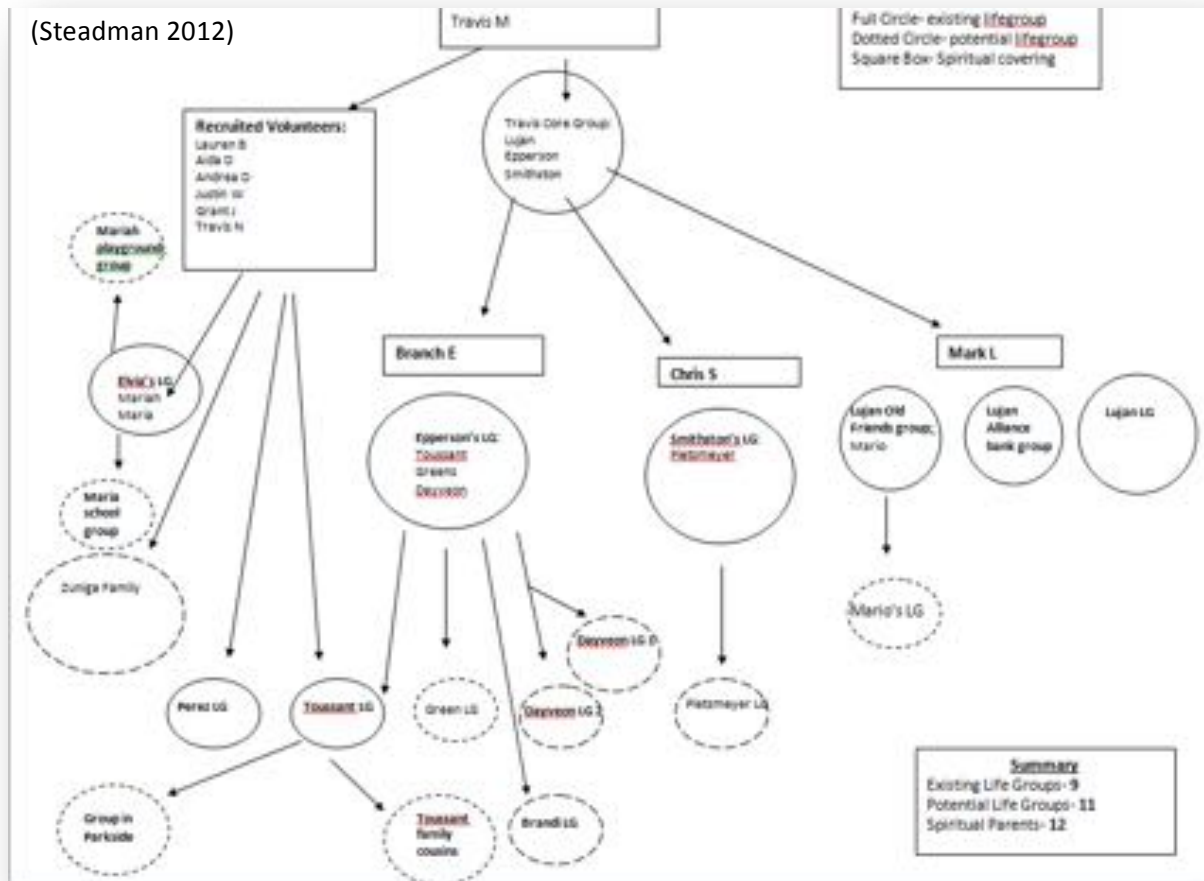 (Steadman 2012)
Travis M
Full Circle- existing lifegroup
Dotted Circle- potential lifegroup
Square Box- Spiritual covering
Recruited Volunteers:
Lauren B
Aida D
Andrea D
Justin W
Grant J
Travis N
Travis Core Group:
Lujan
Epperson
Smithston
Mariah
playground
group
Elvia's LG
Mariah
Maria
Maria
school
group
Zuniga Family
Branch E
Chris S
Mark L
Epperson's LG:
Toussant
Greens
Dayveon
Smithston's LG:
Pietsmeyer
Lujan Old
Friends group;
Mario
Lujan
Alliance
bank group
Lujan LG
Mario's LG
Perez LG
Toussant LG
Green LG
Dayveon LG
Dayveon LG 2
Pietsmeyer LG
Group in
Parkside
Toussant
family
cousins
Brandi LG
Summary
Existing Life Groups- 9
Potential Life Groups- 11
Spiritual Parents- 12